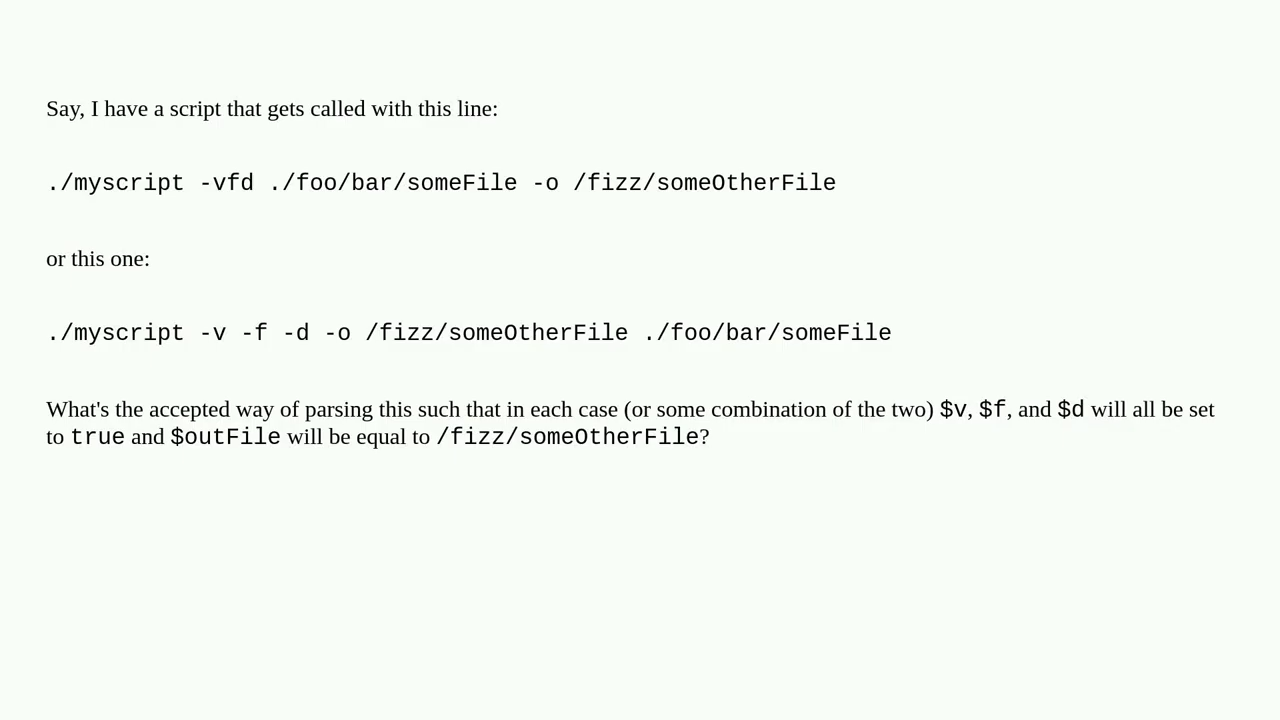 Say, I have a script that gets called with this line:
./myscript -vfd ./foo/bar/someFile -o /fizz/someOtherFile
or this one:
./myscript -v -f -d -o /fizz/someOtherFile ./foo/bar/someFile
What's the accepted way of parsing this such that in each case (or some combination of the two) $v, $f, and $d will all be set
to true and $outFile will be equal to /fizz/someOtherFile?